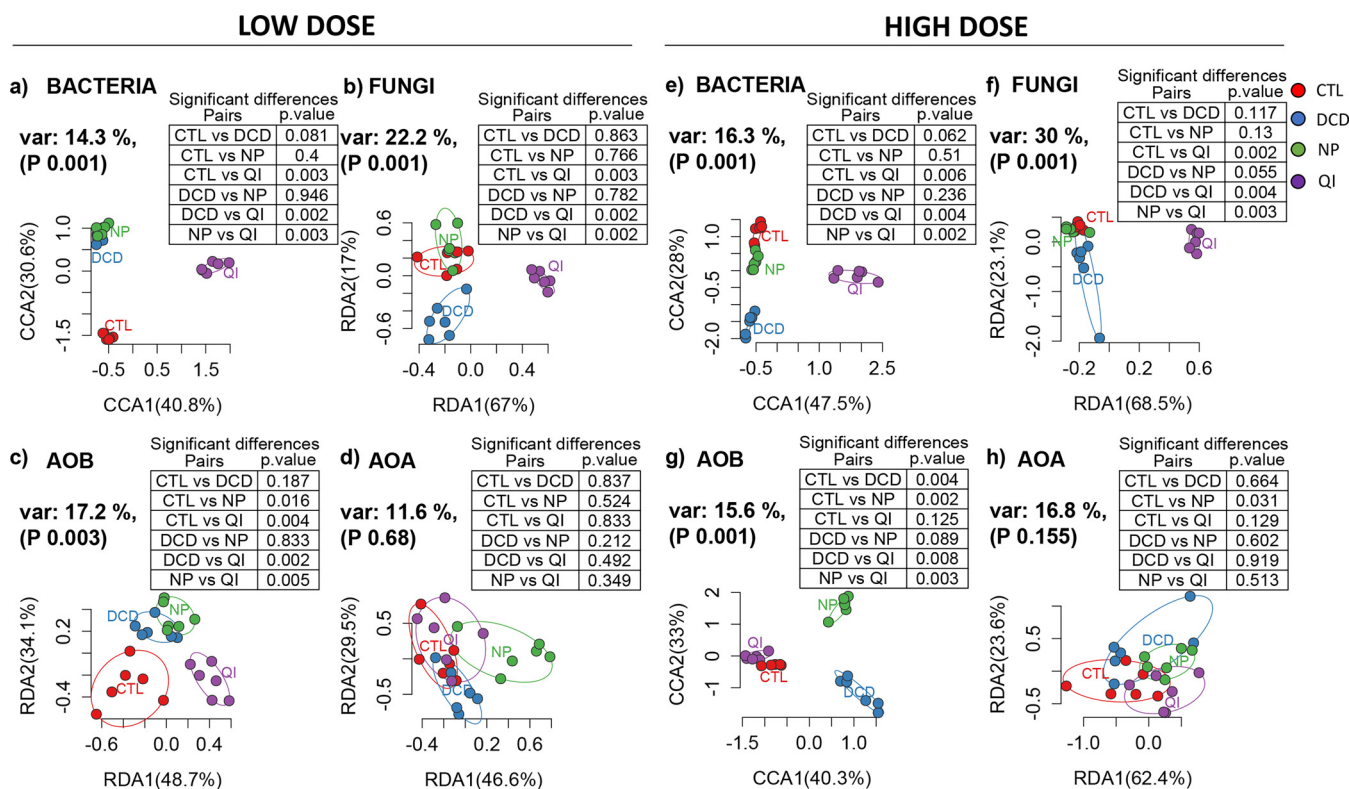 LOW DOSE
HIGH DOSE
a) BACTERIA
var: 14.3 %,
(P 0.001)
Significant differences
Pairs p.value
CTL vs DCD 0.081
CTL vs NP 0.4
CTL vs QI 0.003
DCD vs NP 0.946
DCD vs QI 0.002
NP vs QI 0.003
CCA2(30.6%)
1.0
0.0
-1.5
NP
DCD
QI
CTL
-0.5 0.5 1.5
CCA1(40.8%)
b) FUNGI
var: 22.2 %,
(P 0.001)
Significant differences
Pairs p.value
CTL vs DCD 0.863
CTL vs NP 0.766
CTL vs QI 0.003
DCD vs NP 0.782
DCD vs QI 0.002
NP vs QI 0.002
RDA2(17%)
0.6
0.0
-0.6
NP
CTL
QI
DCD
-0.6 0.0 0.4
RDA1(67%)
e) BACTERIA
var: 16.3 %,
(P 0.001)
Significant differences
Pairs p.value
CTL vs DCD 0.062
CTL vs NP 0.51
CTL vs QI 0.006
DCD vs NP 0.236
DCD vs QI 0.004
NP vs QI 0.002
CCA2(28%)
1.0
-0.5
-2.0
CTL
NP
QI
DCD
-0.5 1.0 2.5
CCA1(47.5%)
f) FUNGI
var: 30 %,
(P 0.001)
Significant differences
Pairs p.value
CTL vs DCD 0.117
CTL vs NP 0.13
CTL vs QI 0.002
DCD vs NP 0.055
DCD vs QI 0.004
NP vs QI 0.003
RDA2(23.1%)
0.0
-1.0
-2.0
CTL
NP
QI
DCD
-0.2 0.2 0.6
RDA1(68.5%)
CTL
DCD
NP
QI
c) AOB
var: 17.2 %,
(P 0.003)
Significant differences
Pairs p.value
CTL vs DCD 0.187
CTL vs NP 0.016
CTL vs QI 0.004
DCD vs NP 0.833
DCD vs QI 0.002
NP vs QI 0.005
RDA2(34.1%)
0.2
-0.4
DCD
NP
QI
CTL
-0.6 0.0 0.4
RDA1(48.7%)
d) AOA
var: 11.6 %,
(P 0.68)
Significant differences
Pairs p.value
CTL vs DCD 0.837
CTL vs NP 0.524
CTL vs QI 0.833
DCD vs NP 0.212
DCD vs QI 0.492
NP vs QI 0.349
RDA2(29.5%)
0.5
-0.5
CTL
QI
NP
DCD
-0.4 0.2 0.6
RDA1(46.6%)
g) AOB
var: 15.6 %,
(P 0.001)
Significant differences
Pairs p.value
CTL vs DCD 0.004
CTL vs NP 0.002
CTL vs QI 0.125
DCD vs NP 0.089
DCD vs QI 0.008
NP vs QI 0.003
CCA2(33%)
2
1
0
-1
NP
QI
CTL
DCD
-1.5 0.0 1.0
CCA1(40.3%)
h) AOA
var: 16.8 %,
(P 0.155)
Significant differences
Pairs p.value
CTL vs DCD 0.664
CTL vs NP 0.031
CTL vs QI 0.129
DCD vs NP 0.602
DCD vs QI 0.919
NP vs QI 0.513
RDA2(23.6%)
0.5
-0.5
DCD
NP
CTL
QI
-1.0 0.0
RDA1(62.4%)